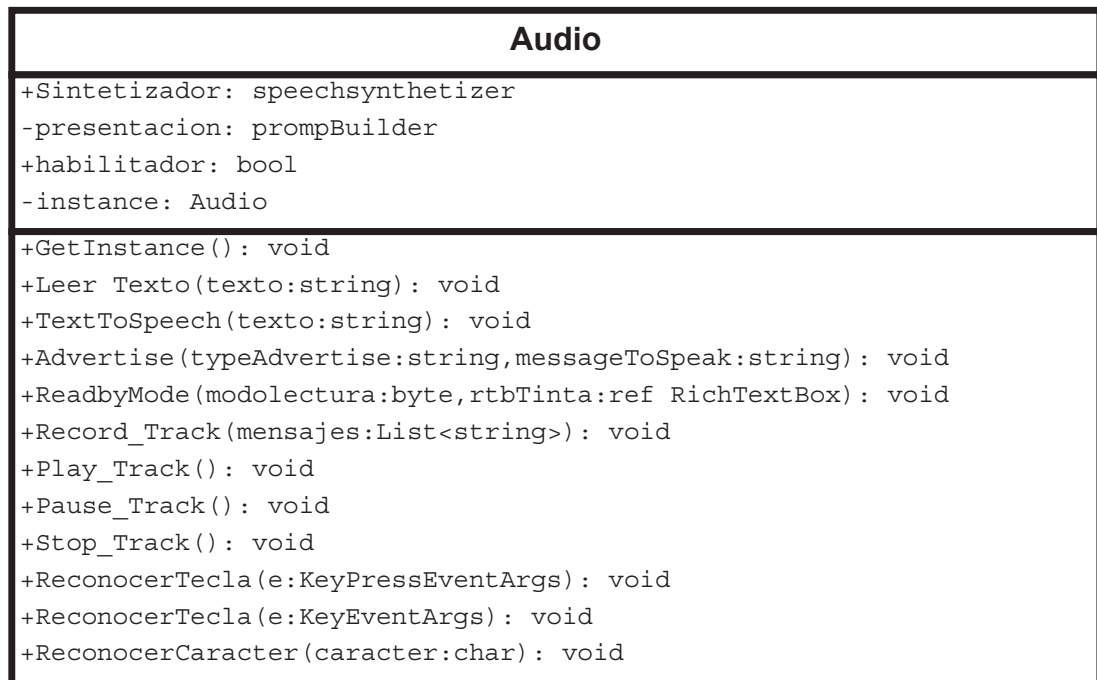 Audio
+Sintetizador: speechsynthetizer
-presentacion: prompBuilder
+habilitador: bool
-instance: Audio
+GetInstance(): void
+Leer Texto(texto:string): void
+TextToSpeech(texto:string): void
+Advertise(typeAdvertise:string,messageToSpeak:string): void
+ReadbyMode(modolectura:byte,rtbTinta:ref RichTextBox): void
+Record_Track(mensajes:List<string>): void
+Play_Track(): void
+Pause_Track(): void
+Stop_Track(): void
+ReconocerTecla(e:KeyPressEventArgs): void
+ReconocerTecla(e:KeyEventArgs): void
+ReconocerCaracter(caracter:char): void